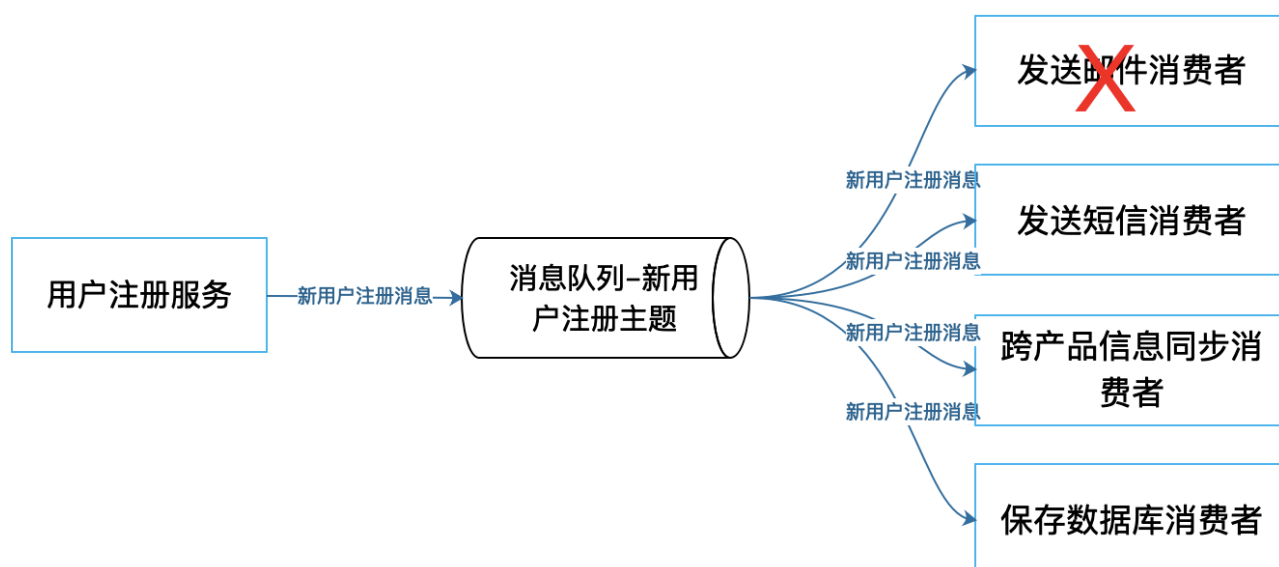 发送邮件消费者
新用户注册消息
发送短信消费者
用户注册服务
新用户注册消息
消息队列-新用
户注册主题
新用户注册消息
新用户注册消息
跨产品信息同步消
费者
新用户注册消息
保存数据库消费者